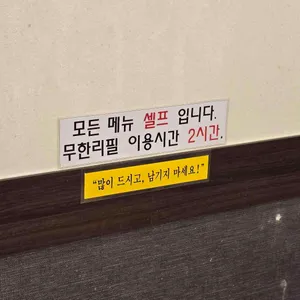 모든 메뉴 셀프 입니다.
무한리필 이용시간 2시간.
"많이 드시고, 남기지 마세요!"